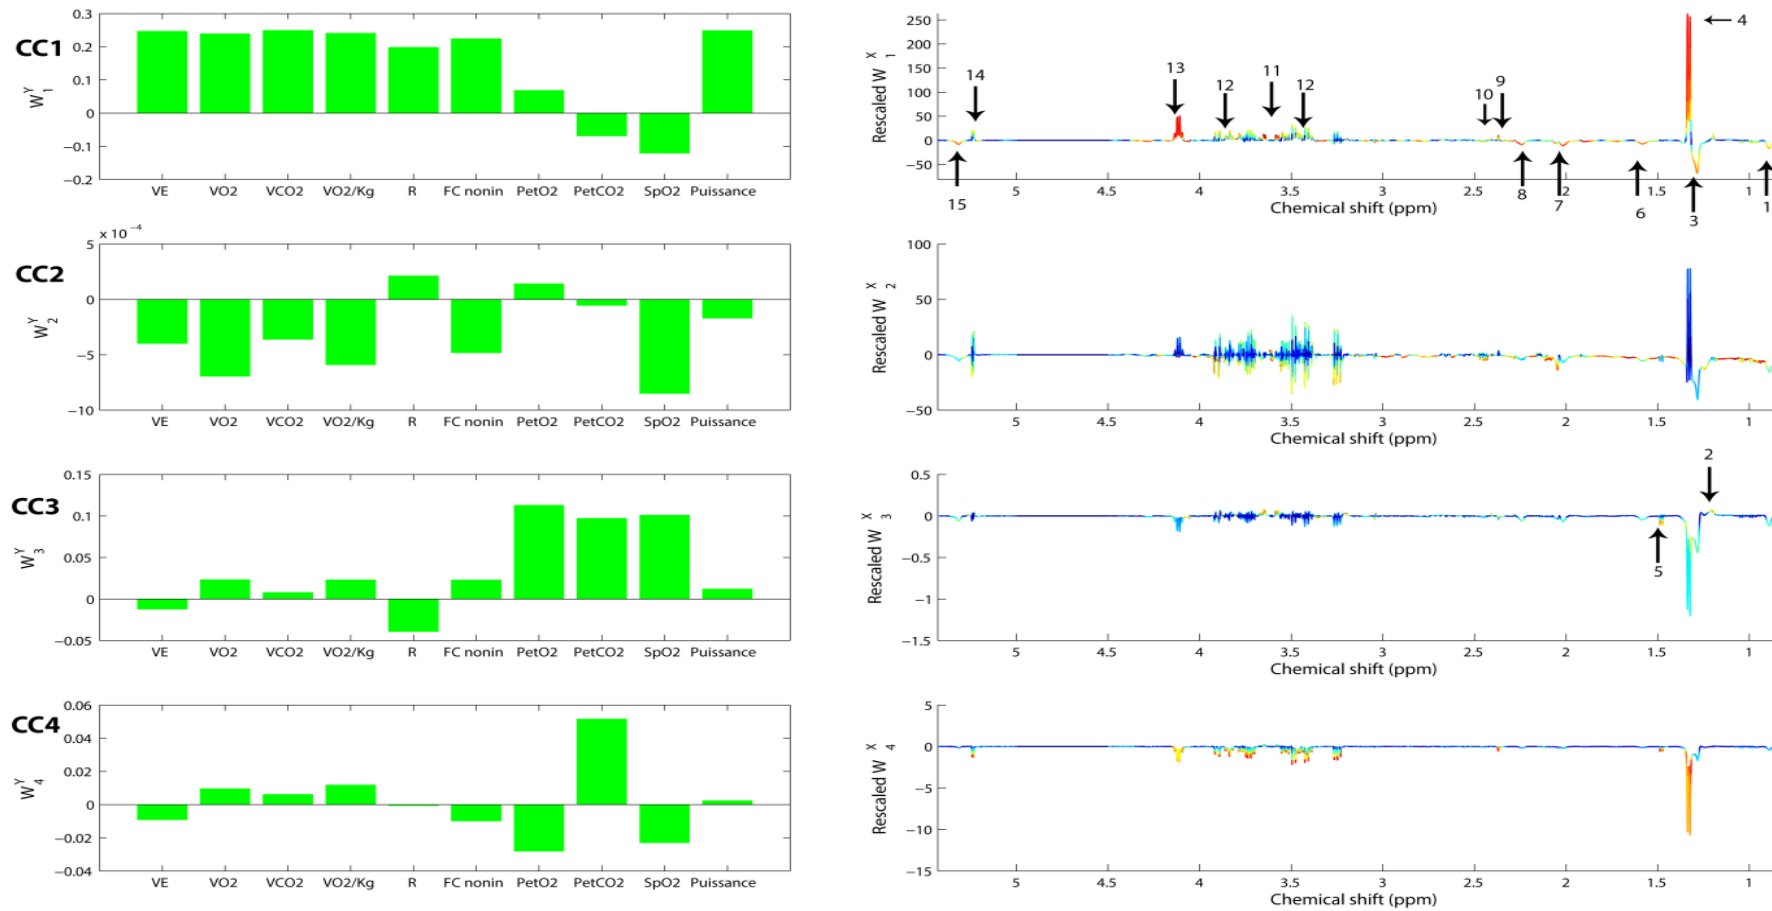 CC1
0.3
0.2
0.1
0
−0.1
−0.2
W₁ʸ
VE VO2 VCO2 VO2/Kg R FC nonin PetO2 PetCO2 SpO2 Puissance
250
200
150
100
50
0
−50
Rescaled W₁ˣ
4
14 13 12 11 12 10 9
15 8 7 6 3 1
5 4.5 4 3.5 3 2.5 2 1.5 1
Chemical shift (ppm)
CC2
x 10⁻⁴
5
0
−5
−10
W₂ʸ
VE VO2 VCO2 VO2/Kg R FC nonin PetO2 PetCO2 SpO2 Puissance
100
50
0
50
Rescaled W₂ˣ
5 4.5 4 3.5 3 2.5 2 1.5 1
Chemical shift (ppm)
CC3
0.15
0.1
0.05
0
−0.05
W₃ʸ
VE VO2 VCO2 VO2/Kg R FC nonin PetO2 PetCO2 SpO2 Puissance
0.5
0
−0.5
−1
−1.5
Rescaled W₃ˣ
2
5
5 4.5 4 3.5 3 2.5 2 1.5 1
Chemical shift (ppm)
CC4
0.06
0.04
0.02
0
−0.02
−0.04
W₄ʸ
VE VO2 VCO2 VO2/Kg R FC nonin PetO2 PetCO2 SpO2 Puissance
5
0
−5
−10
−15
Rescaled W₄ˣ
5 4.5 4 3.5 3 2.5 2 1.5 1
Chemical shift (ppm)